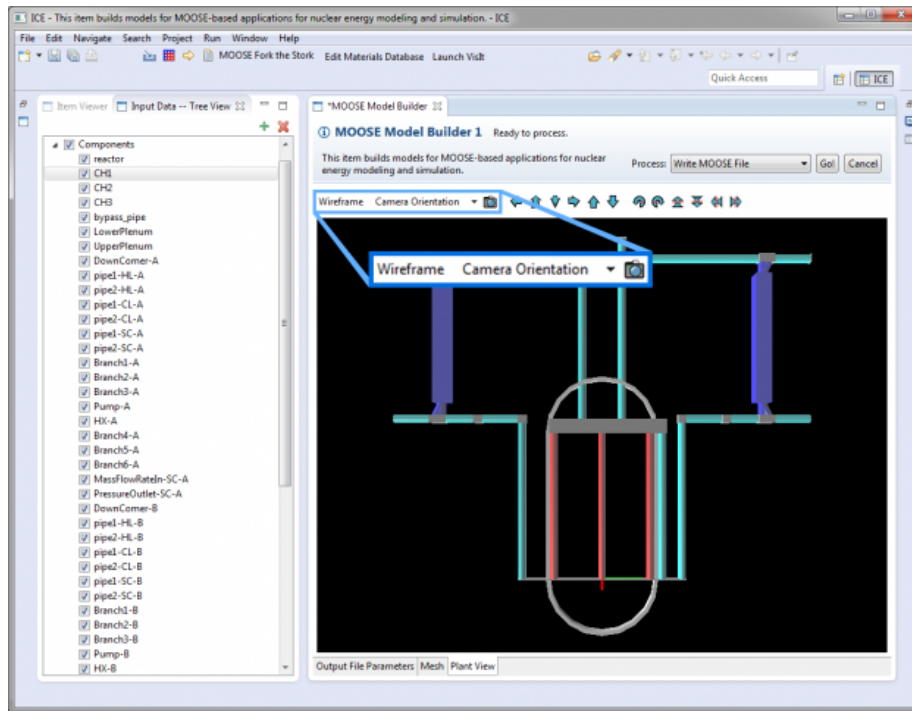 ICE - This item builds models for MOOSE-based applications for nuclear energy modeling and simulation. - ICE
File Edit Navigate Search Project Run Window Help
MOOSE Fork the Stork Edit Materials Database Launch VisIt
Quick Access ICE
Item Viewer Input Data -- Tree View
Components
reactor
CH1
CH2
CH3
bypass_pipe
LowerPlenum
UpperPlenum
DownComer-A
pipe1-HL-A
pipe2-HL-A
pipe1-CL-A
pipe2-CL-A
pipe1-SC-A
pipe2-SC-A
Branch1-A
Branch2-A
Branch3-A
Pump-A
HX-A
Branch4-A
Branch5-A
Branch6-A
MassFlowRateIn-SC-A
PressureOutlet-SC-A
DownComer-B
pipe1-HL-B
pipe2-HL-B
pipe1-CL-B
pipe2-CL-B
pipe1-SC-B
pipe2-SC-B
Branch1-B
Branch2-B
Branch3-B
Pump-B
HX-B
*MOOSE Model Builder
MOOSE Model Builder 1 Ready to process.
This item builds models for MOOSE-based applications for nuclear
energy modeling and simulation.
Process: Write MOOSE File Go! Cancel
Wireframe Camera Orientation
Wireframe Camera Orientation
Output File Parameters Mesh Plant View